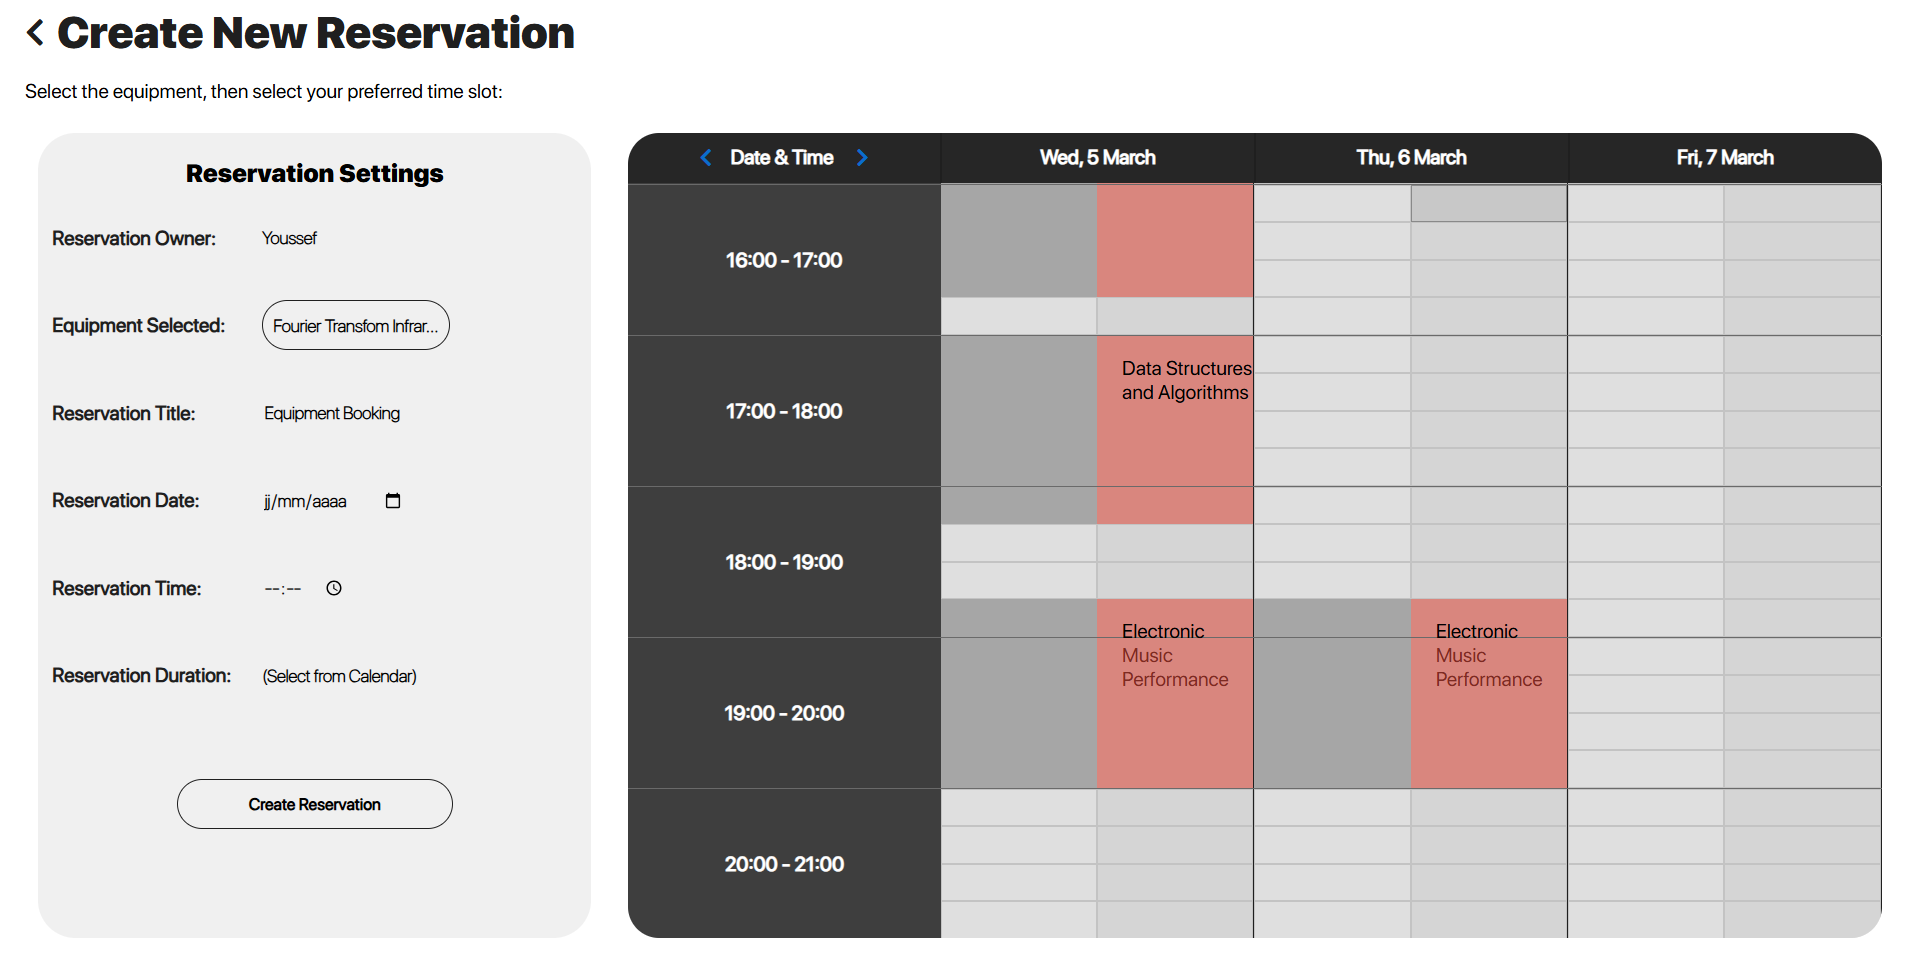 Create New Reservation
Select the equipment, then select your preferred time slot:
Reservation Settings
Reservation Owner: Youssef
Equipment Selected: Fourier Transfom Infrar...
Reservation Title: Equipment Booking
Reservation Date: jj/mm/aaaa
Reservation Time: --:--
Reservation Duration: (Select from Calendar)
Create Reservation
Date & Time Wed, 5 March Thu, 6 March Fri, 7 March
16:00 - 17:00
17:00 - 18:00
Data Structures
and Algorithms
18:00 - 19:00
Electronic
Music
Performance
Electronic
Music
Performance
19:00 - 20:00
20:00 - 21:00